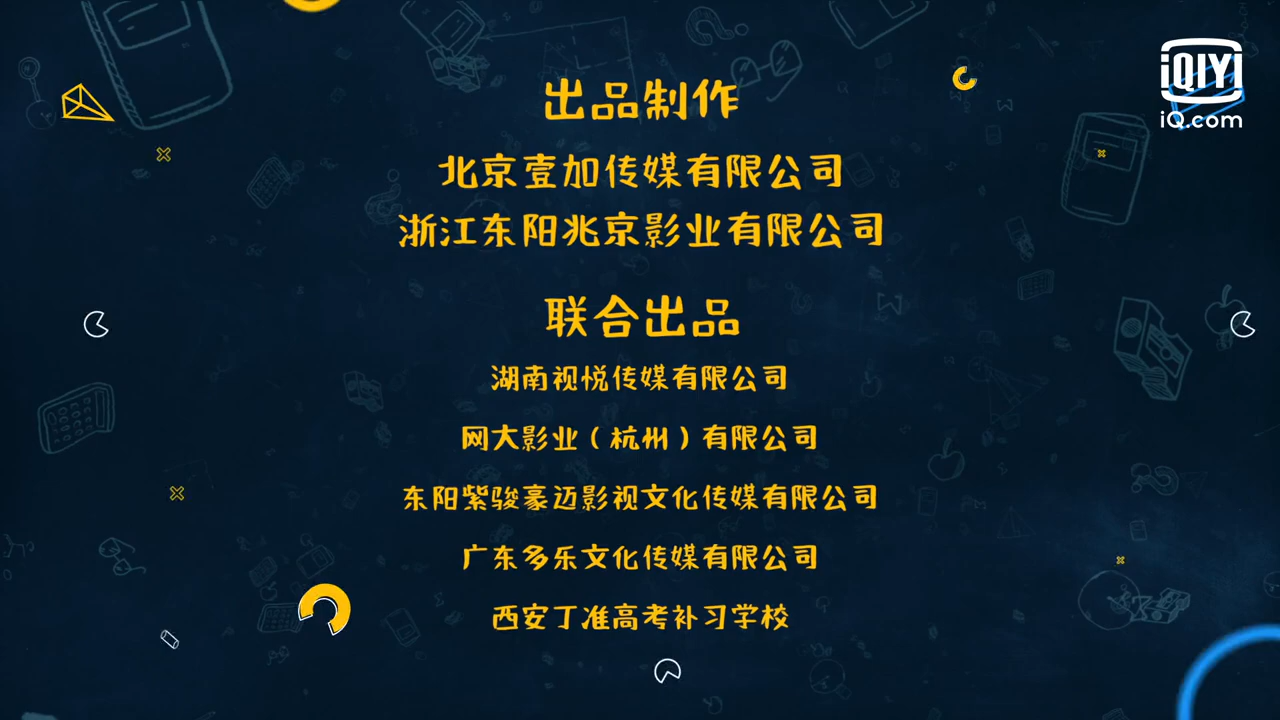 iQIYI
iQ.com
出品制作
北京壹加传媒有限公司
浙江东阳兆京影业有限公司
联合出品
湖南视悦传媒有限公司
网大影业（杭州）有限公司
东阳紫骏豪迈影视文化传媒有限公司
广东多乐文化传媒有限公司
西安丁准高考补习学校